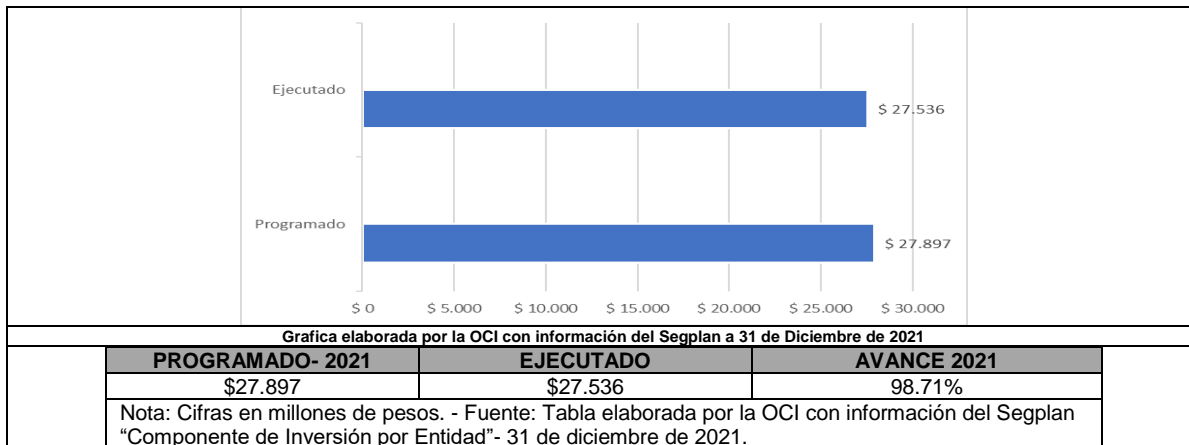 Ejecutado
$ 27.536
Programado
$ 27.897
$ 0 $ 5.000 $ 10.000 $ 15.000 $ 20.000 $ 25.000 $ 30.000
Grafica elaborada por la OCI con información del Segplan a 31 de Diciembre de 2021
PROGRAMADO- 2021 EJECUTADO AVANCE 2021
$27.897 $27.536 98.71%
Nota: Cifras en millones de pesos. - Fuente: Tabla elaborada por la OCI con información del Segplan
“Componente de Inversión por Entidad”- 31 de diciembre de 2021.